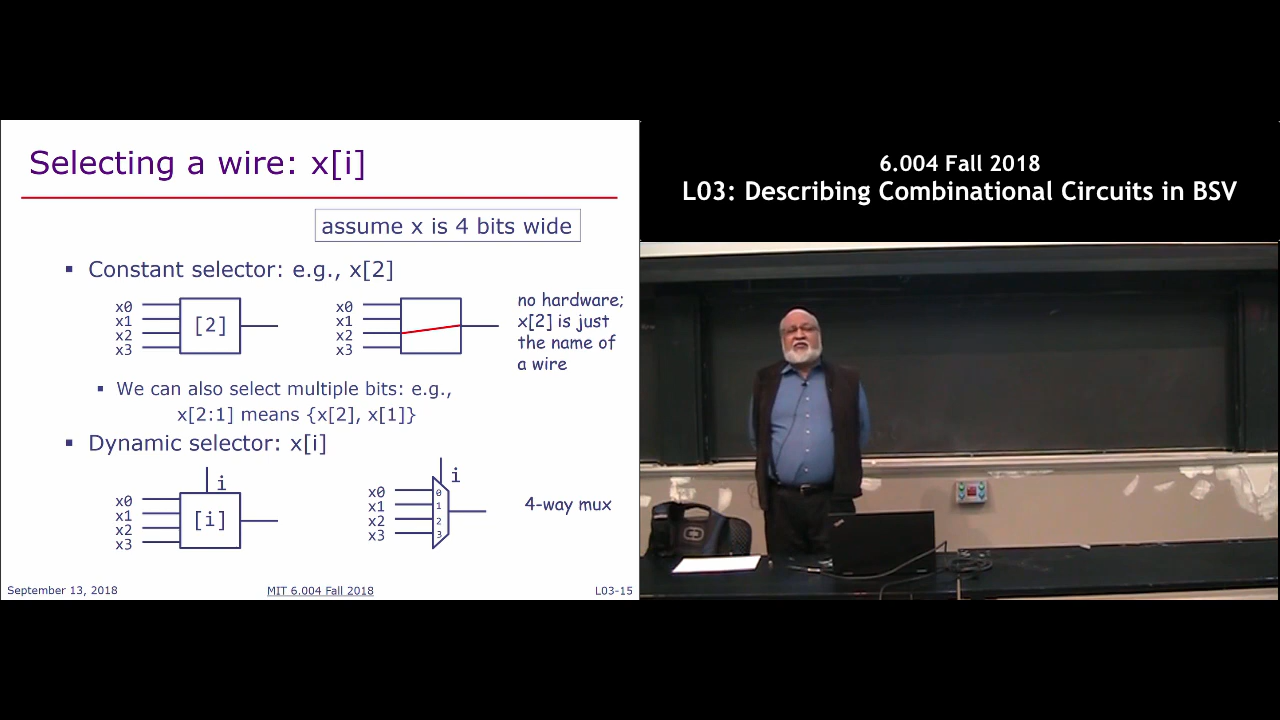 Selecting a wire: x[i]
assume x is 4 bits wide
▪ Constant selector: e.g., x[2]
x0
x1
x2
x3
[2]
x0
x1
x2
x3
no hardware;
x[2] is just
the name of
a wire
▪ We can also select multiple bits: e.g.,
x[2:1] means {x[2], x[1]}
▪ Dynamic selector: x[i]
i
x0
x1
x2
x3
[i]
i
x0
x1
x2
x3
0
1
2
3
4-way mux
September 13, 2018
MIT 6.004 Fall 2018
L03-15
6.004 Fall 2018
L03: Describing Combinational Circuits in BSV